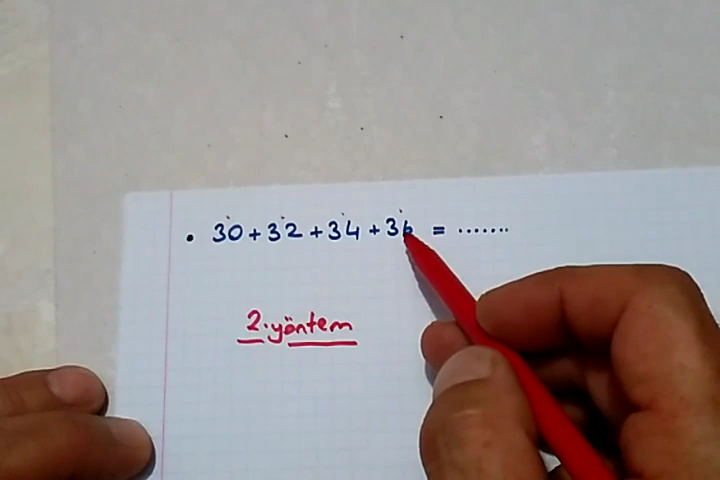 • 30 + 32 + 34 + 36 = .......
2. yöntem